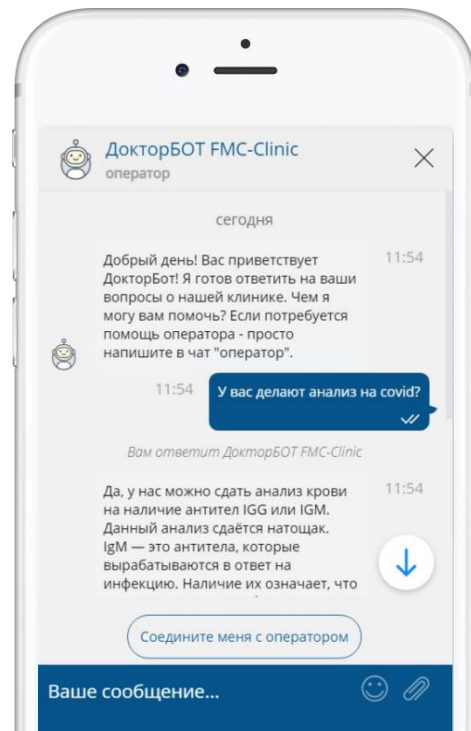 ДокторБОТ FMC-Clinic
оператор
сегодня
Добрый день! Вас приветствует 11:54
ДокторБот! Я готов ответить на ваши
вопросы о нашей клинике. Чем я
могу вам помочь? Если потребуется
помощь оператора - просто
напишите в чат "оператор".
11:54 У вас делают анализ на covid?
Вам ответит ДокторБОТ FMC-Clinic
Да, у нас можно сдать анализ крови 11:54
на наличие антител IGG или IGM.
Данный анализ сдаётся натощак.
IgM — это антитела, которые
вырабатываются в ответ на
инфекцию. Наличие их означает, что
Соедините меня с оператором
Ваше сообщение...